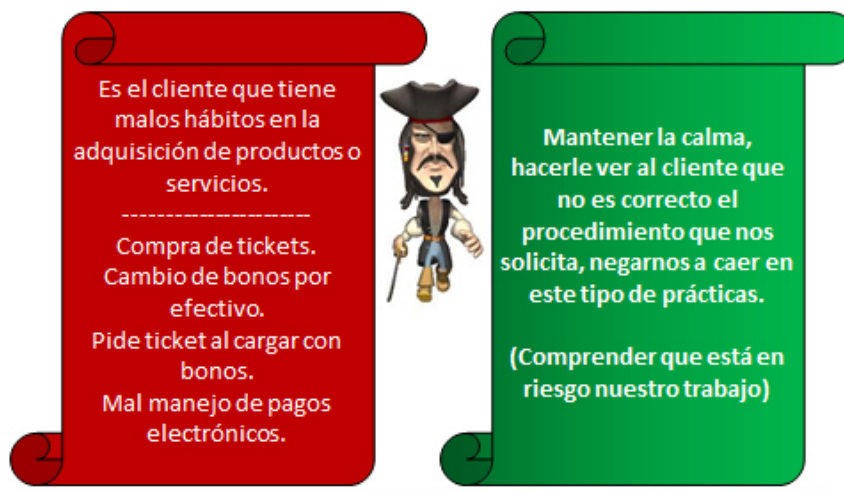 Es el cliente que tiene
malos hábitos en la
adquisición de productos o
servicios.
------------------------
Compra de tickets.
Cambio de bonos por
efectivo.
Pide ticket al cargar con
bonos.
Mal manejo de pagos
electrónicos.
Mantener la calma,
hacerle ver al cliente que
no es correcto el
procedimiento que nos
solicita, negarnos a caer en
este tipo de prácticas.
(Comprender que está en
riesgo nuestro trabajo)